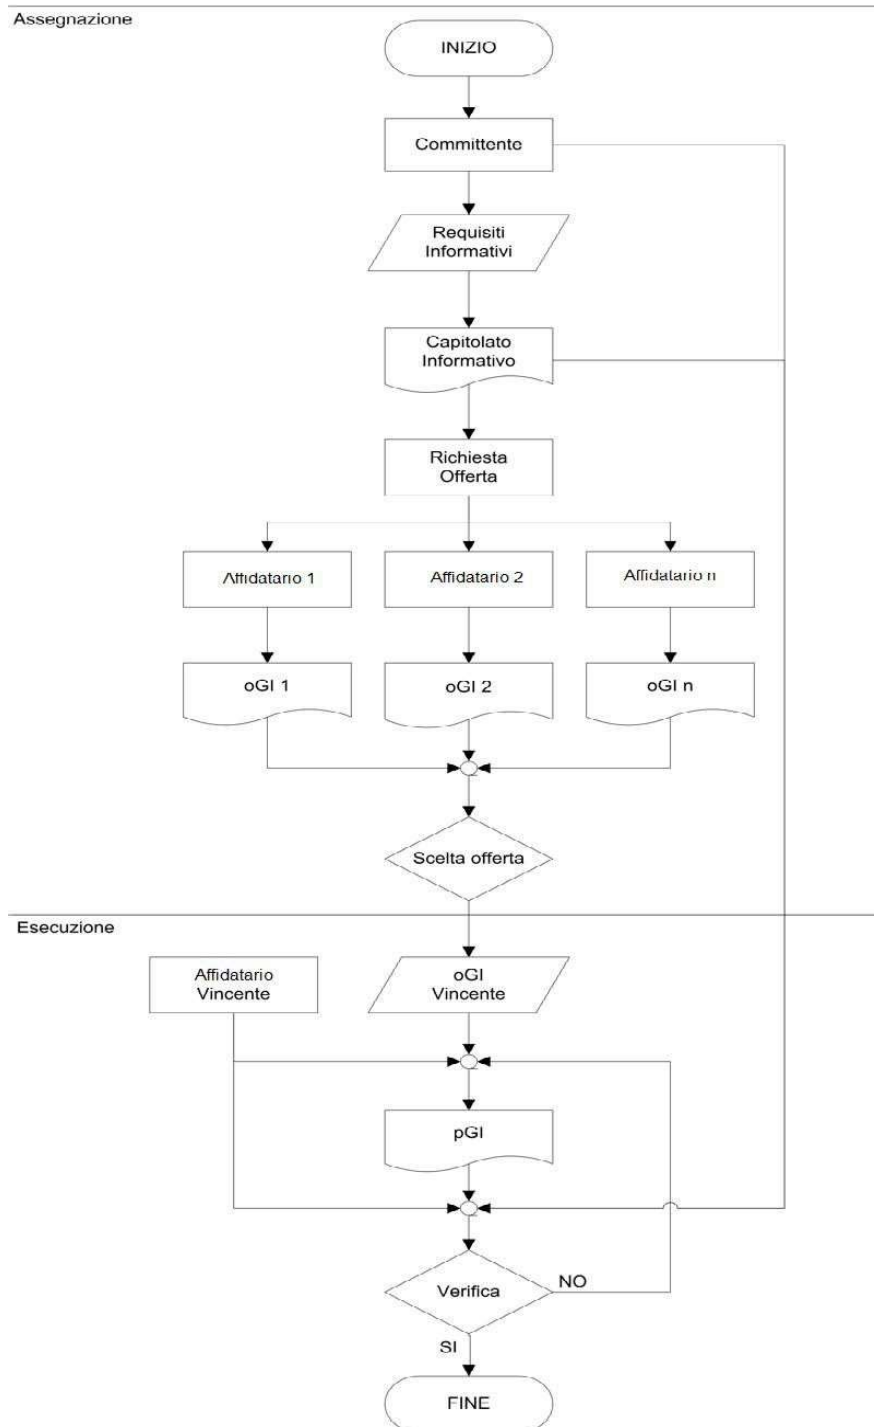 Assegnazione
INIZIO
Committente
Requisiti
Informativi
Capitolato
Informativo
Richiesta
Offerta
Affidatario 1
Affidatario 2
Affidatario n
oGI 1
oGI 2
oGI n
Scelta offerta
Esecuzione
Affidatario
Vincente
oGI
Vincente
pGI
Verifica
NO
SI
FINE